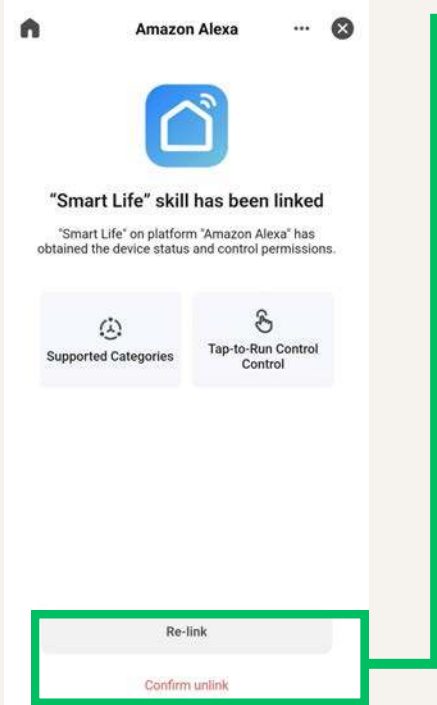 Amazon Alexa
"Smart Life" skill has been linked
"Smart Life" on platform "Amazon Alexa" has
obtained the device status and control permissions.
Supported Categories
Tap-to-Run Control
Control
Re-link
Confirm unlink